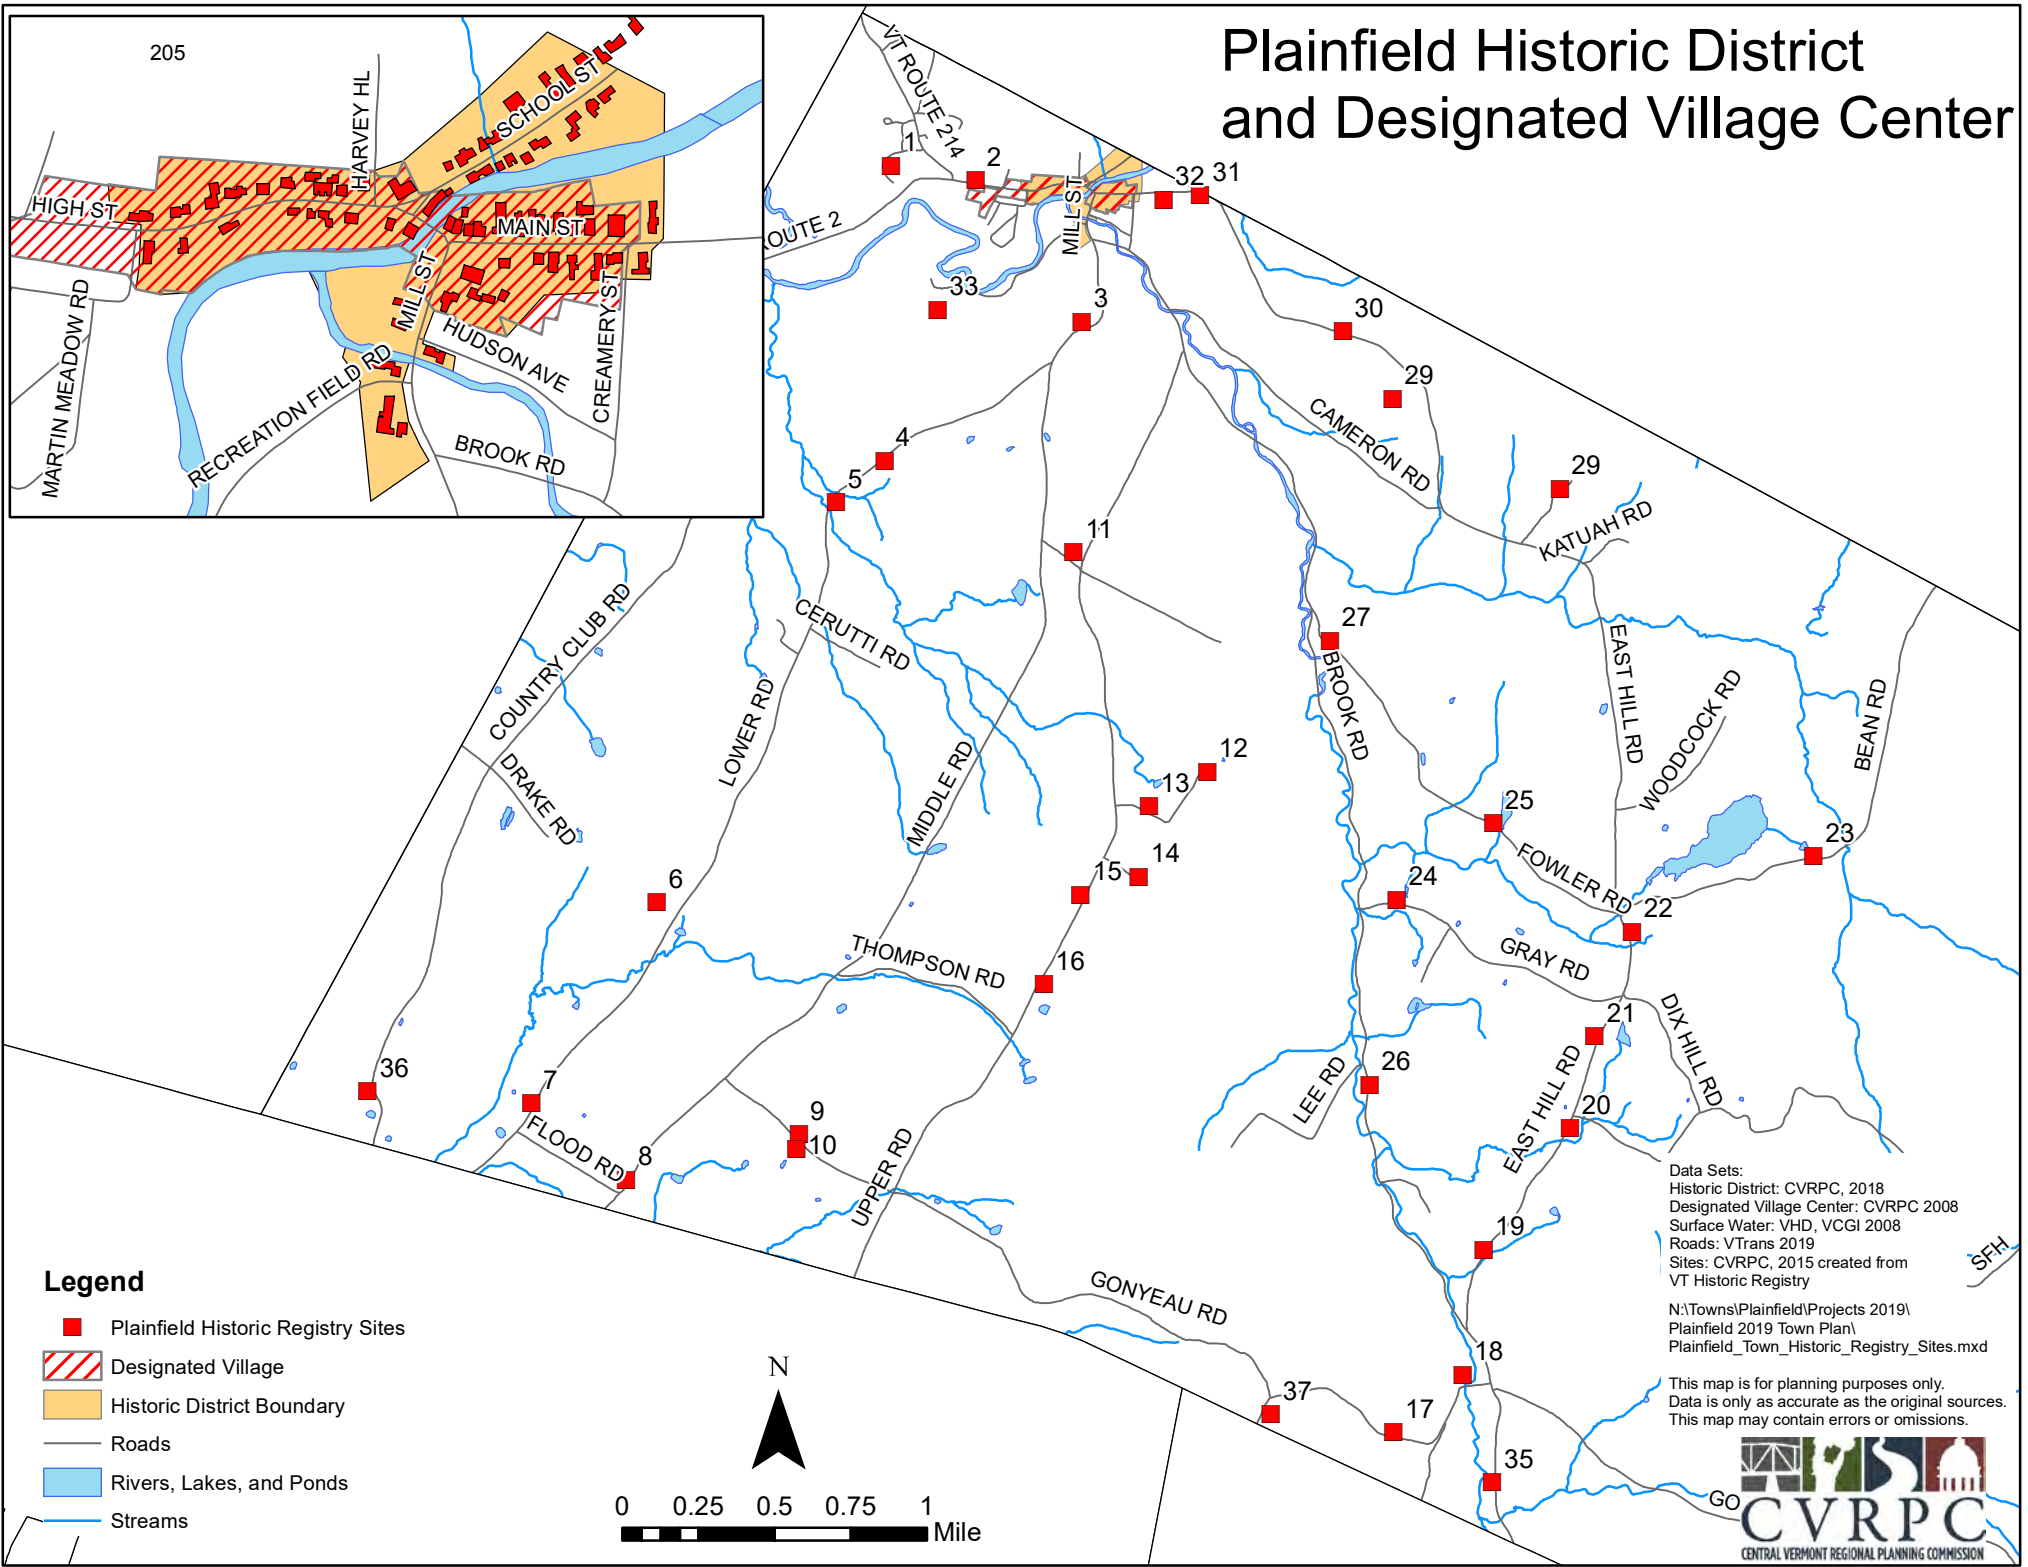 Plainfield Historic District
and Designated Village Center
205
HARVEY HL
SCHOOL ST
HIGH ST
MAIN ST
MILL ST
MARTIN MEADOW RD
RECREATION FIELD RD
HUDSON AVE
CREAMERY ST
BROOK RD
VT ROUTE 214
1
2
32
31
ROUTE 2
MILL ST
33
3
30
29
CAMERON RD
4
5
29
KATUAH RD
11
COUNTRY CLUB RD
CERUTTI RD
27
BROOK RD
EAST HILL RD
WOODCOCK RD
BEAN RD
LOWER RD
MIDDLE RD
DRAKE RD
12
13
25
23
FOWLER RD
6
15
14
24
22
THOMPSON RD
16
GRAY RD
21
DIX HILL RD
36
7
LEE RD
26
EAST HILL RD
20
9
10
FLOOD RD
8
UPPER RD
19
SFH
GONYEAU RD
18
37
17
35
GO
Data Sets:
Historic District: CVRPC, 2018
Designated Village Center: CVRPC 2008
Surface Water: VHD, VCGI 2008
Roads: VTrans 2019
Sites: CVRPC, 2015 created from
VT Historic Registry
N:\Towns\Plainfield\Projects 2019\
Plainfield 2019 Town Plan\
Plainfield_Town_Historic_Registry_Sites.mxd
This map is for planning purposes only.
Data is only as accurate as the original sources.
This map may contain errors or omissions.
CVRPC
CENTRAL VERMONT REGIONAL PLANNING COMMISSION
Legend
Plainfield Historic Registry Sites
Designated Village
Historic District Boundary
Roads
Rivers, Lakes, and Ponds
Streams
N
0 0.25 0.5 0.75 1
Mile